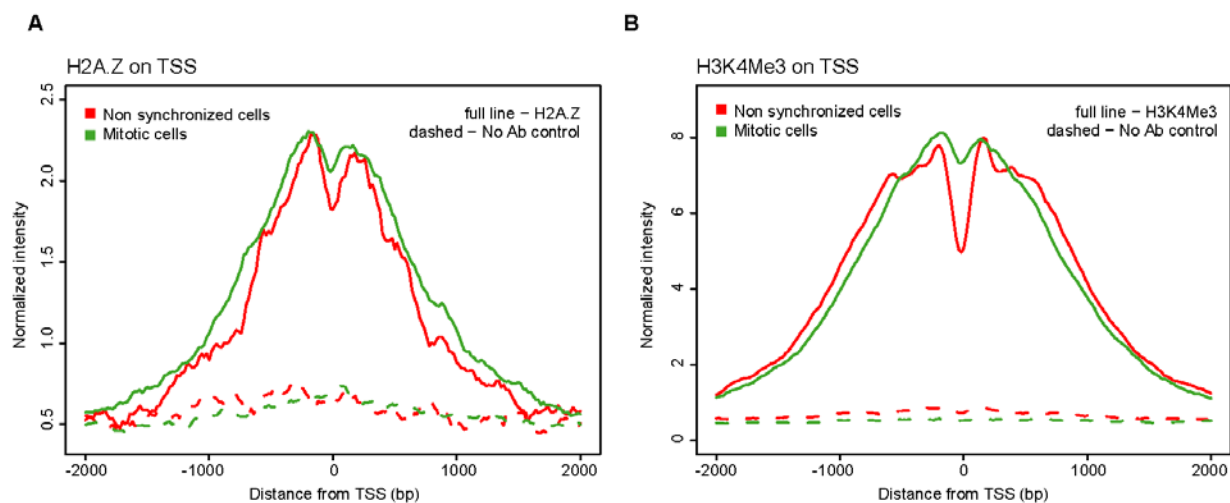 A
H2A.Z on TSS
Non synchronized cells
Mitotic cells
full line – H2A.Z
dashed – No Ab control
Normalized intensity
2.5
2.0
1.5
1.0
0.5
-2000 -1000 0 1000 2000
Distance from TSS (bp)
B
H3K4Me3 on TSS
Non synchronized cells
Mitotic cells
full line – H3K4Me3
dashed – No Ab control
Normalized intensity
8
6
4
2
0
-2000 -1000 0 1000 2000
Distance from TSS (bp)